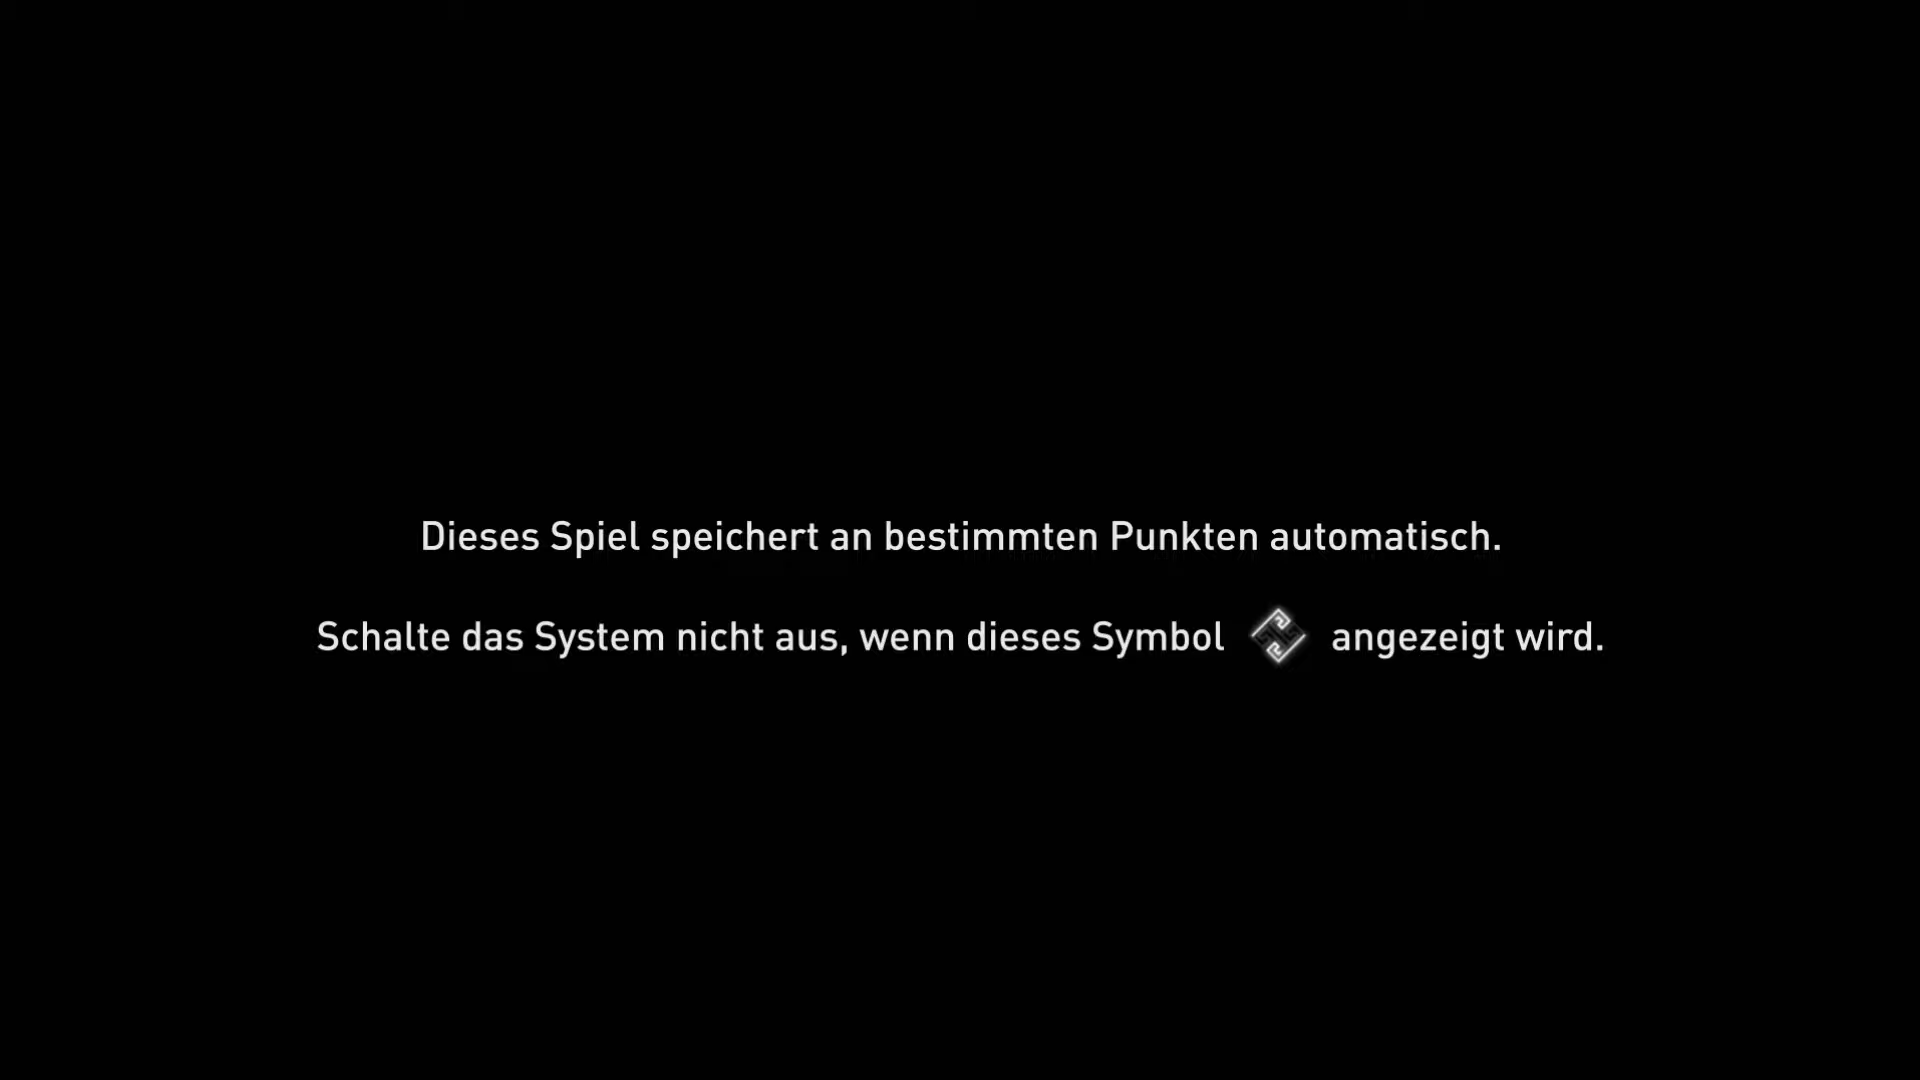 Dieses Spiel speichert an bestimmten Punkten automatisch.
Schalte das System nicht aus, wenn dieses Symbol angezeigt wird.